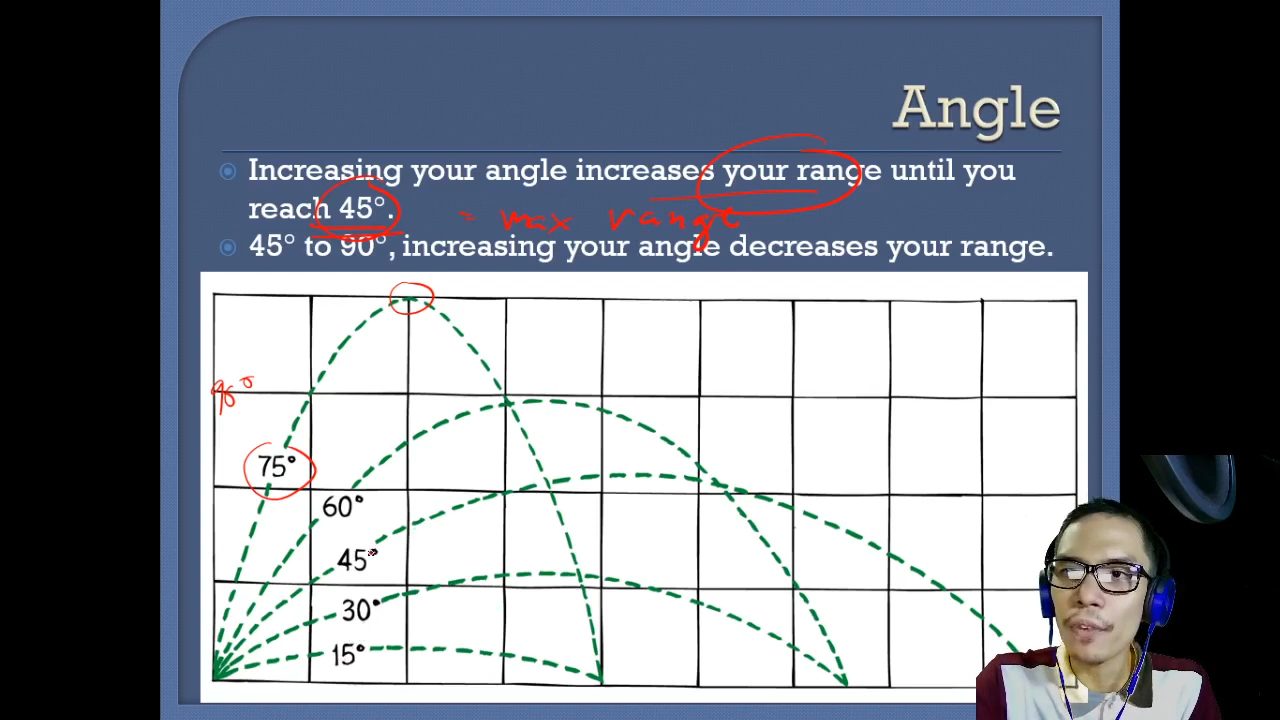 Angle
Increasing your angle increases your range until you
reach 45°.
= max range
45° to 90°, increasing your angle decreases your range.
90°
75°
60°
45°
30°
15°